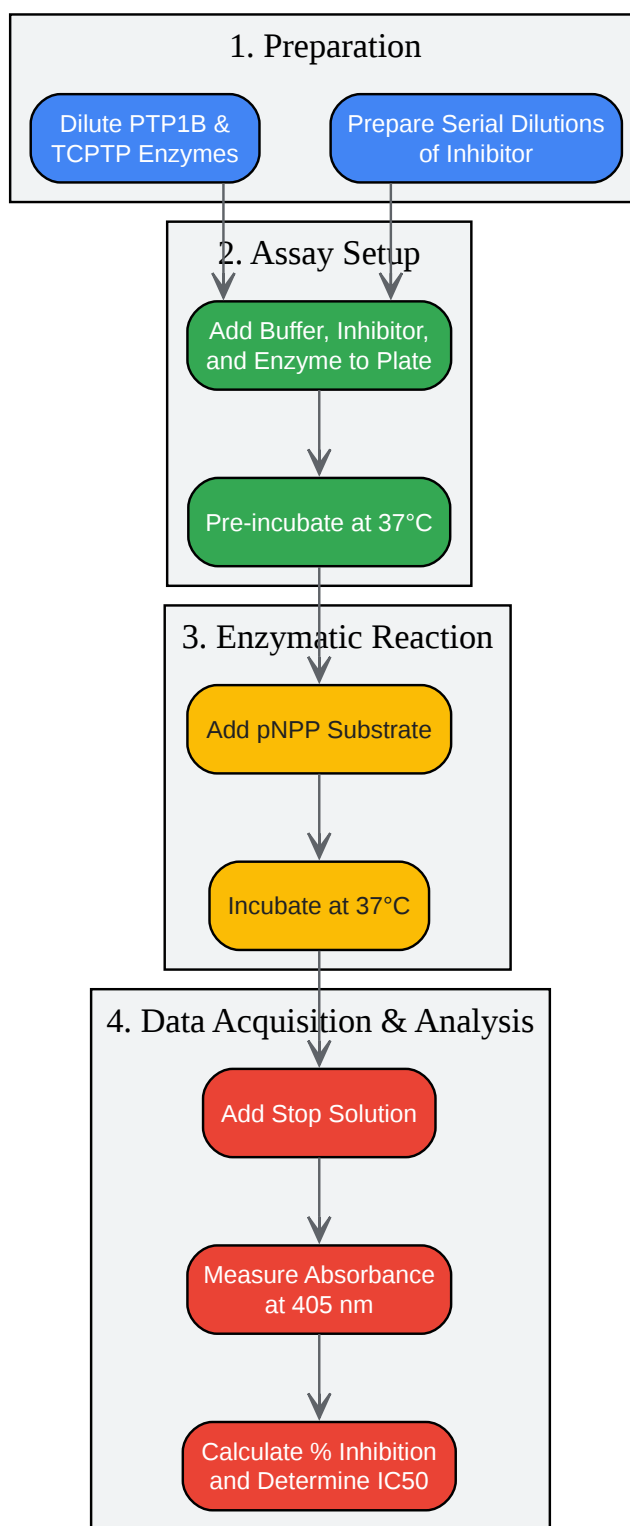 1. Preparation
Dilute PTP1B &
TCPTP Enzymes
Prepare Serial Dilutions
of Inhibitor
2. Assay Setup
Add Buffer, Inhibitor,
and Enzyme to Plate
Pre-incubate at 37°C
3. Enzymatic Reaction
Add pNPP Substrate
Incubate at 37°C
4. Data Acquisition & Analysis
Add Stop Solution
Measure Absorbance
at 405 nm
Calculate % Inhibition
and Determine IC50